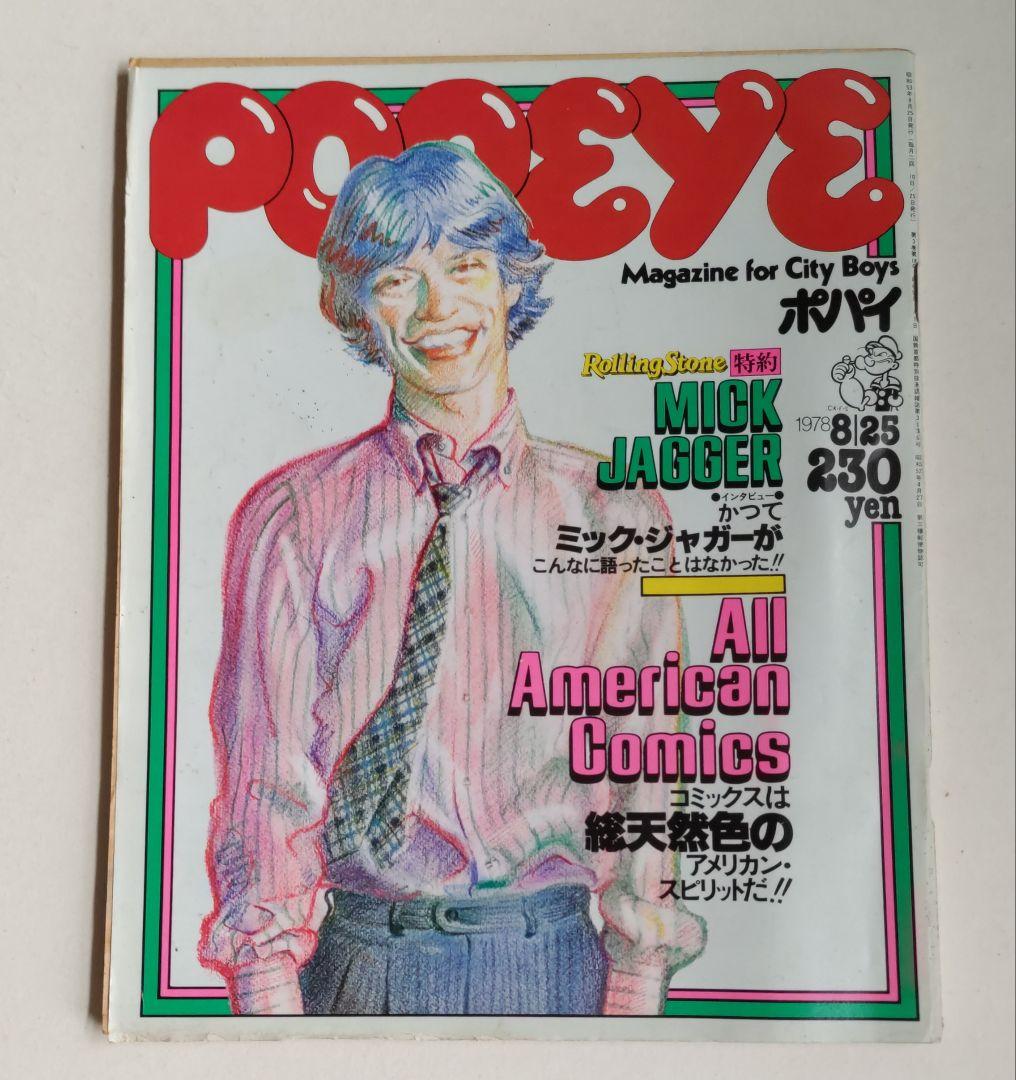 POPEYE
Magazine for City Boys
ポパイ
Rolling Stone 特約
MICK
JAGGER
●インタビュー●
かつて
ミック・ジャガーが
こんなに語ったことはなかった!!
1978 8|25
230
yen
All
American
Comics
コミックスは
総天然色の
アメリカン・
スピリットだ!!